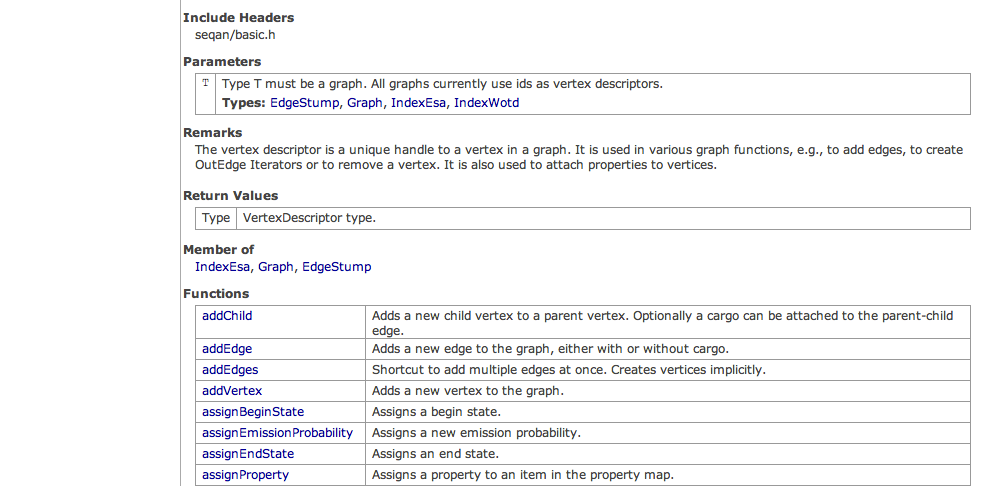 Include Headers
seqan/basic.h
Parameters
T Type T must be a graph. All graphs currently use ids as vertex descriptors.
Types: EdgeStump, Graph, IndexEsa, IndexWotd
Remarks
The vertex descriptor is a unique handle to a vertex in a graph. It is used in various graph functions, e.g., to add edges, to create
OutEdge Iterators or to remove a vertex. It is also used to attach properties to vertices.
Return Values
Type VertexDescriptor type.
Member of
IndexEsa, Graph, EdgeStump
Functions
addChild Adds a new child vertex to a parent vertex. Optionally a cargo can be attached to the parent-child
edge.
addEdge Adds a new edge to the graph, either with or without cargo.
addEdges Shortcut to add multiple edges at once. Creates vertices implicitly.
addVertex Adds a new vertex to the graph.
assignBeginState Assigns a begin state.
assignEmissionProbability Assigns a new emission probability.
assignEndState Assigns an end state.
assignProperty Assigns a property to an item in the property map.